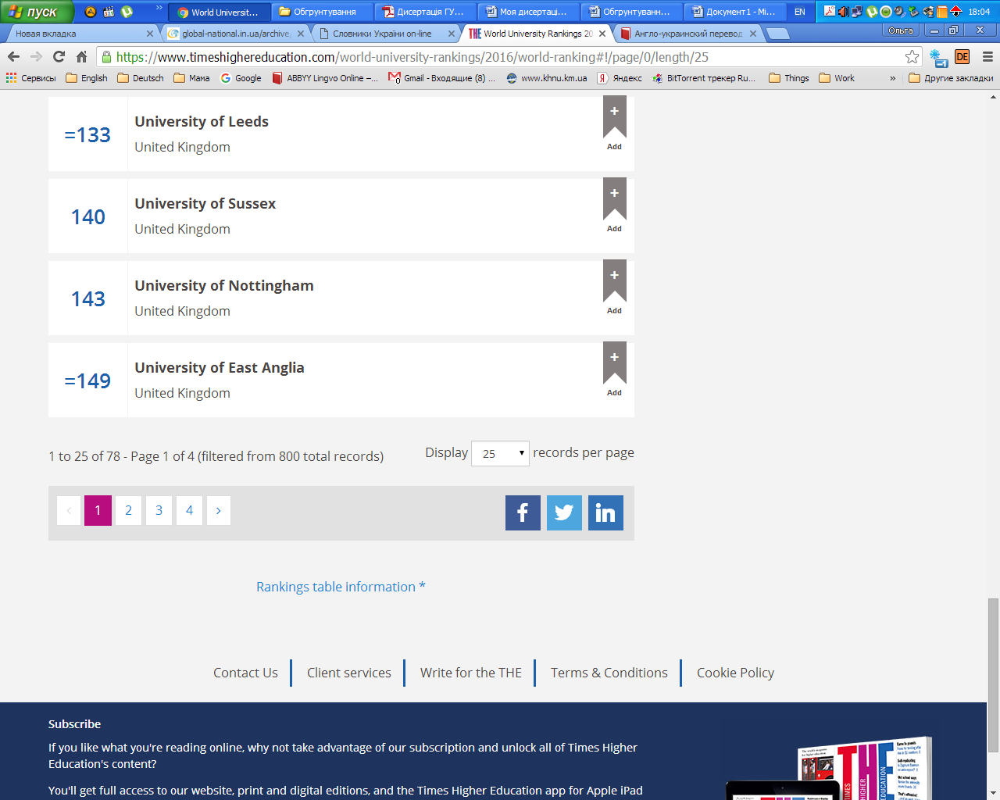 пуск
World Universit...
Обгрунтування
Дисертація ГУ...
Моя дисертаці...
Обгрунтуванн...
Документ1 - Mi...
EN
18:04
Новая вкладка
global-national.in.ua/archive
Словники України on-line
THE World University Rankings 20
Англо-украинский перевод
Ольга
https://www.timeshighereducation.com/world-university-rankings/2016/world-ranking#!/page/0/length/25
DE
Сервисы
English
Deutsch
Мама
Google
ABBYY Lingvo Online –...
Gmail - Входящие (8) ...
www.khnu.km.ua
Яндекс
BitTorrent трекер Ru...
Things
Work
»
Другие закладки
=133
University of Leeds
United Kingdom
+
Add
140
University of Sussex
United Kingdom
+
Add
143
University of Nottingham
United Kingdom
+
Add
=149
University of East Anglia
United Kingdom
+
Add
1 to 25 of 78 - Page 1 of 4 (filtered from 800 total records)
Display 25 records per page
‹ 1 2 3 4 ›
f in
Rankings table information *
Contact Us
Client services
Write for the THE
Terms & Conditions
Cookie Policy
Subscribe
If you like what you're reading online, why not take advantage of our subscription and unlock all of Times Higher
Education's content?
You'll get full access to our website, print and digital editions, and the Times Higher Education app for Apple iPad
THE
TIMES
HIGHER
EDUCATION